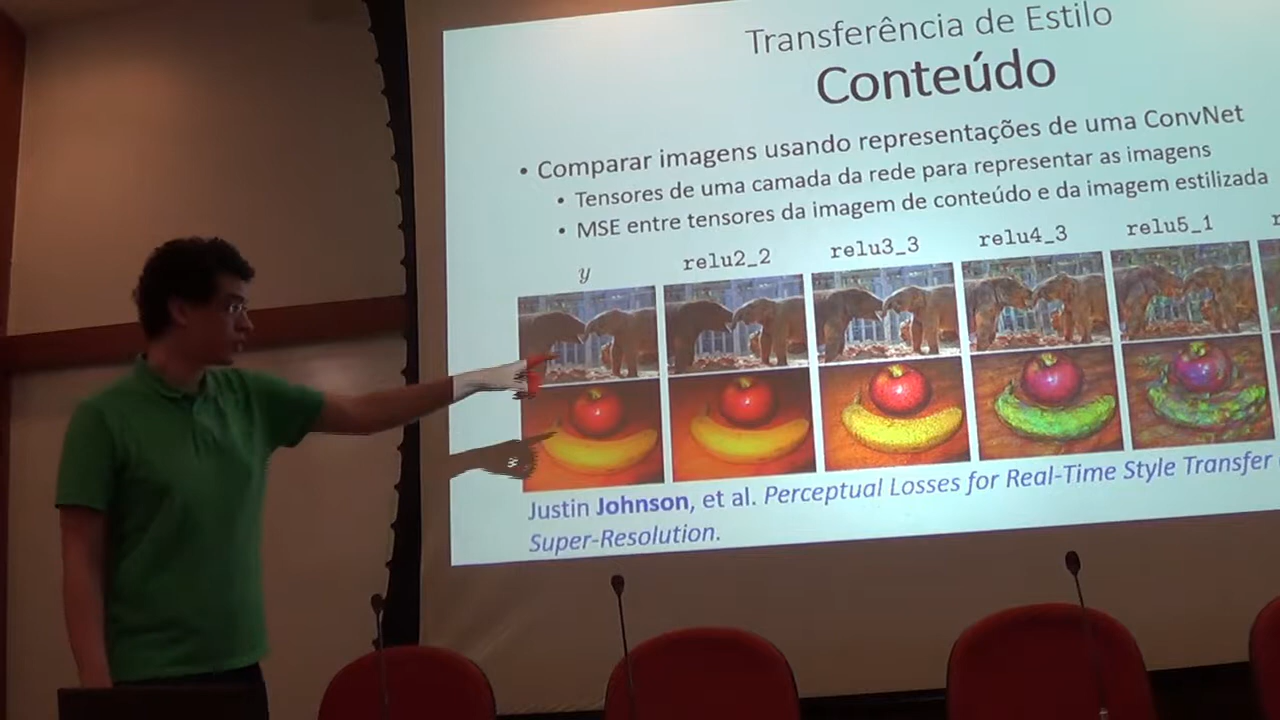 Transferência de Estilo
Conteúdo
• Comparar imagens usando representações de uma ConvNet
• Tensores de uma camada da rede para representar as imagens
• MSE entre tensores da imagem de conteúdo e da imagem estilizada
y relu2_2 relu3_3 relu4_3 relu5_1 r
Justin Johnson, et al. Perceptual Losses for Real-Time Style Transfer
Super-Resolution.